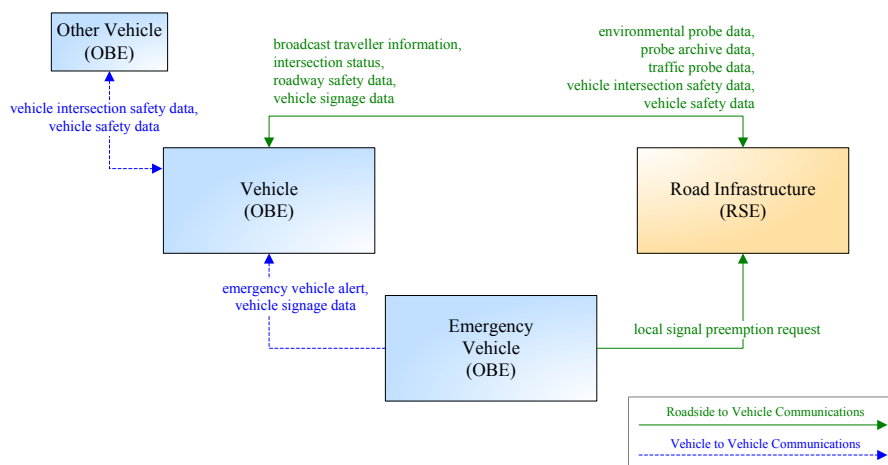 Other Vehicle
(OBE)
broadcast traveller information,
intersection status,
roadway safety data,
vehicle signage data
environmental probe data,
probe archive data,
traffic probe data,
vehicle intersection safety data,
vehicle safety data
vehicle intersection safety data,
vehicle safety data
Vehicle
(OBE)
Road Infrastructure
(RSE)
emergency vehicle alert,
vehicle signage data
Emergency
Vehicle
(OBE)
local signal preemption request
Roadside to Vehicle Communications
Vehicle to Vehicle Communications